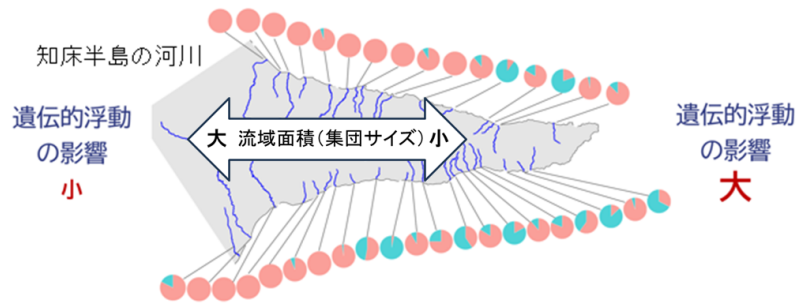 知床半島の河川
遺伝的浮動
の影響
小
大 流域面積(集団サイズ) 小
遺伝的浮動
の影響
大